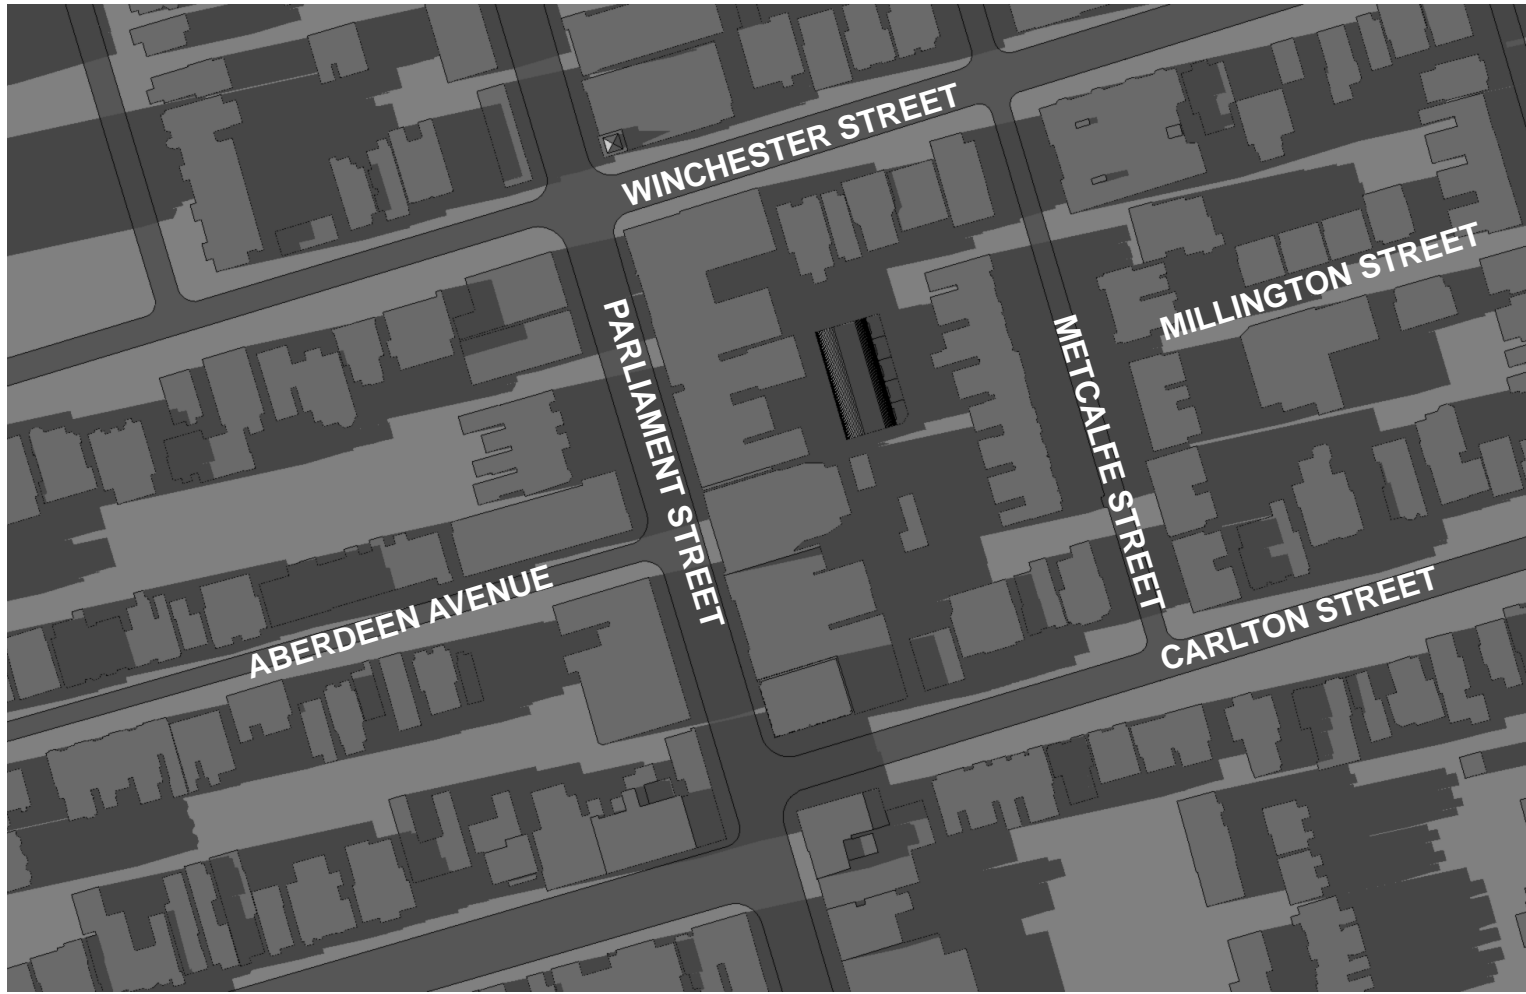 WINCHESTER STREET
MILLINGTON STREET
PARLIAMENT STREET
METCALFE STREET
ABERDEEN AVENUE
CARLTON STREET